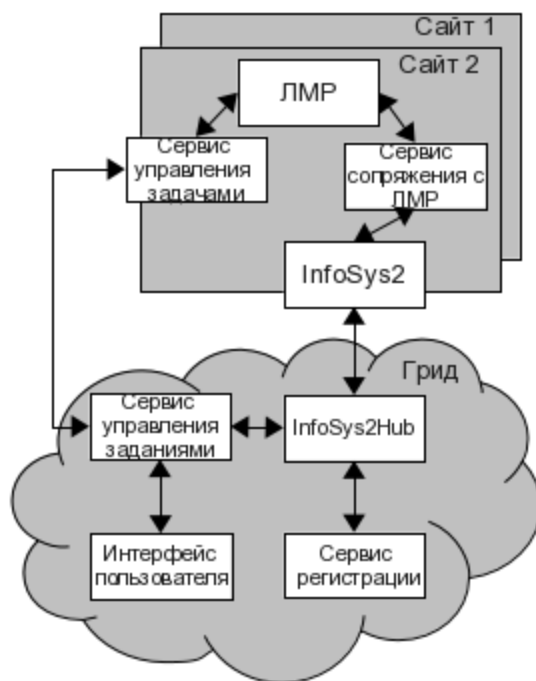 Сайт 1
Сайт 2
ЛМР
Сервис
управления
задачами
Сервис
сопряжения с
ЛМР
InfoSys2
Грид
Сервис
управления
заданиями
InfoSys2Hub
Интерфейс
пользователя
Сервис
регистрации